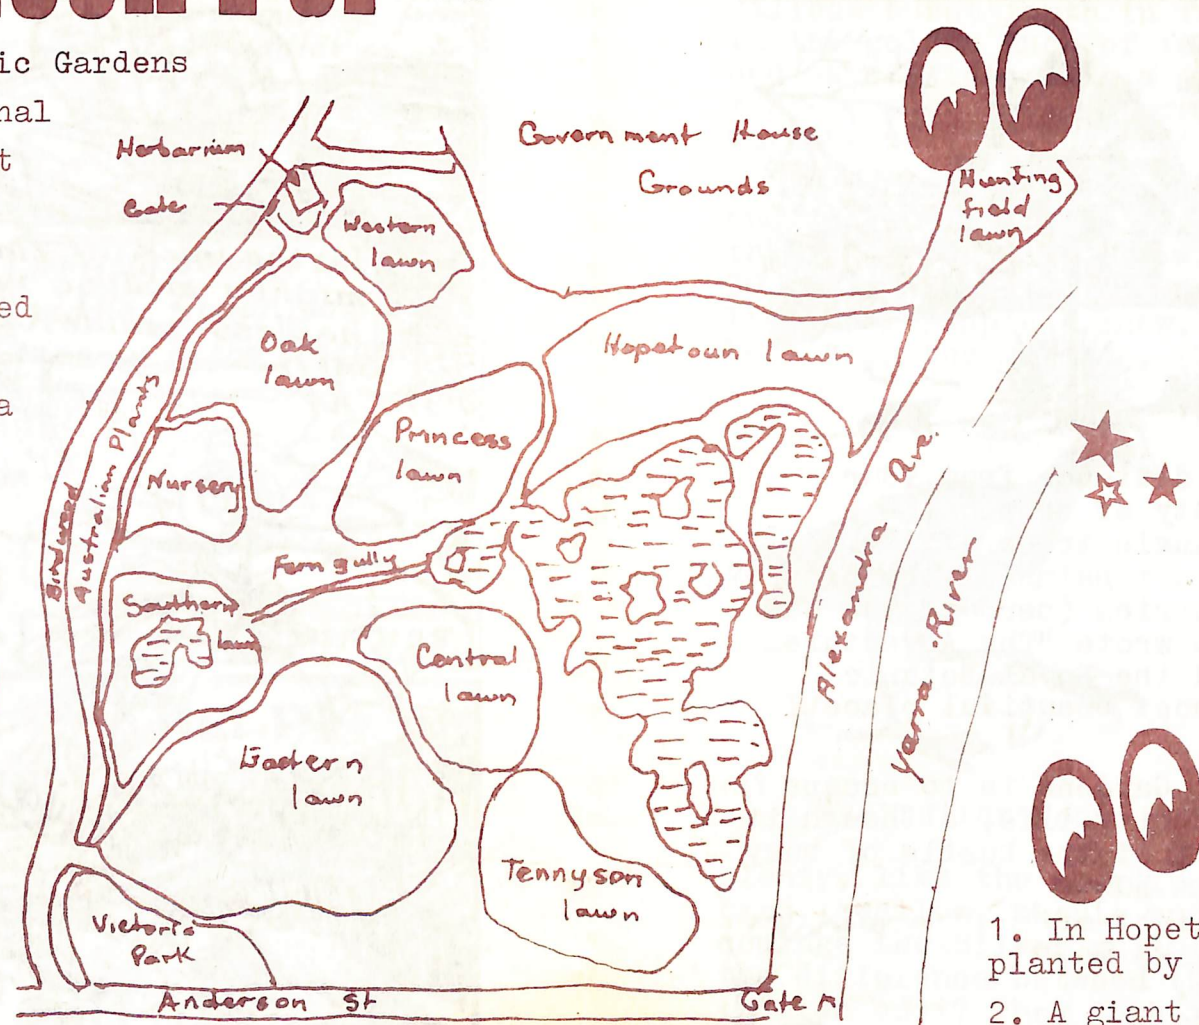 ic Gardens
nal
t
ed
a
Herbarium
Gate
Government House
Grounds
Hunting
field
lawn
Western
lawn
Oak
lawn
Hopetoun lawn
Princess
lawn
Nursery
Australian Plants
Fern gully
Southern
lawn
Central
lawn
Eastern
lawn
Tennyson
lawn
Victoria
Park
Anderson St
Gate
Alexandra Ave.
Yarra River
1. In Hopet
planted by
2. A giant